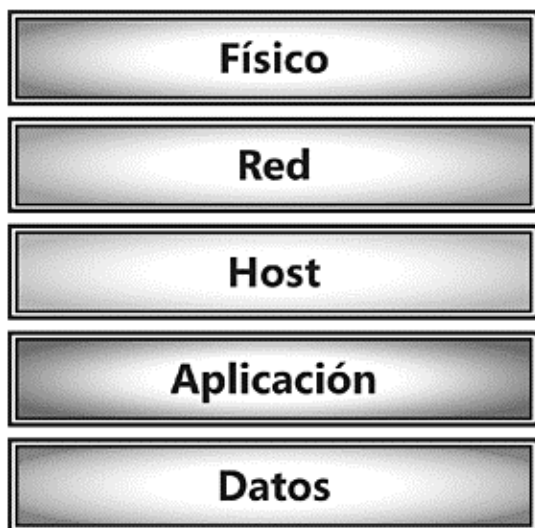 Físico
Red
Host
Aplicación
Datos